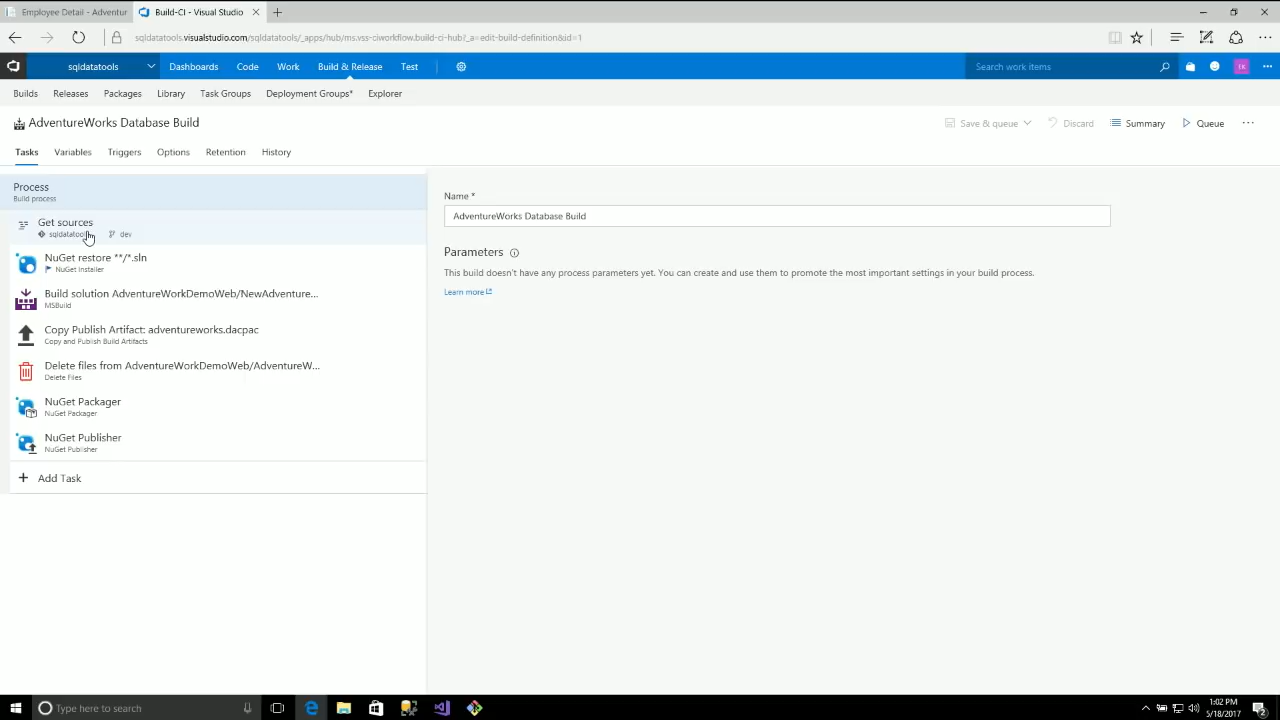 Employee Detail - Adventur
Build-CI - Visual Studio
sqldatatools.visualstudio.com/sqldatatools/_apps/hub/ms.vss-ciworkflow.build-ci-hub?_a=edit-build-definition&id=1
sqldatatools
Dashboards
Code
Work
Build & Release
Test
Search work items
Builds
Releases
Packages
Library
Task Groups
Deployment Groups*
Explorer
AdventureWorks Database Build
Save & queue
Discard
Summary
Queue
Tasks
Variables
Triggers
Options
Retention
History
Process
Build process
Get sources
sqldatatools
dev
NuGet restore **/*.sln
NuGet Installer
Build solution AdventureWorkDemoWeb/NewAdventure...
MSBuild
Copy Publish Artifact: adventureworks.dacpac
Copy and Publish Build Artifacts
Delete files from AdventureWorkDemoWeb/AdventureW...
Delete Files
NuGet Packager
NuGet Packager
NuGet Publisher
NuGet Publisher
Add Task
Name *
AdventureWorks Database Build
Parameters
This build doesn't have any process parameters yet. You can create and use them to promote the most important settings in your build process.
Learn more
Type here to search
1:02 PM
5/18/2017